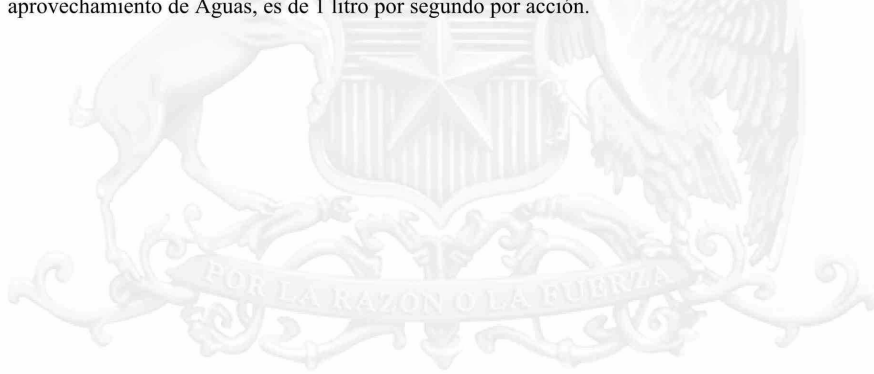 aprovechamiento de Aguas, es de 1 litro por segundo por acción.
POR LA RAZON O LA FUERZA